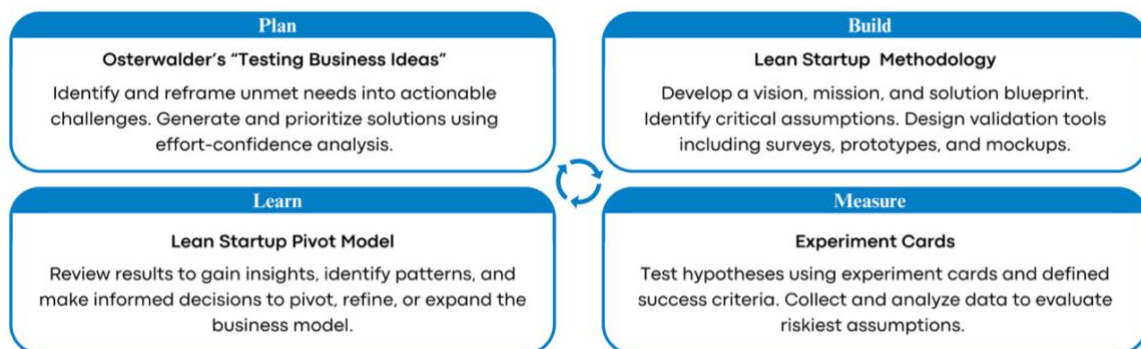 Plan
Osterwalder's "Testing Business Ideas"
Identify and reframe unmet needs into actionable
challenges. Generate and prioritize solutions using
effort-confidence analysis.
Build
Lean Startup Methodology
Develop a vision, mission, and solution blueprint.
Identify critical assumptions. Design validation tools
including surveys, prototypes, and mockups.
Learn
Lean Startup Pivot Model
Review results to gain insights, identify patterns, and
make informed decisions to pivot, refine, or expand the
business model.
Measure
Experiment Cards
Test hypotheses using experiment cards and defined
success criteria. Collect and analyze data to evaluate
riskiest assumptions.